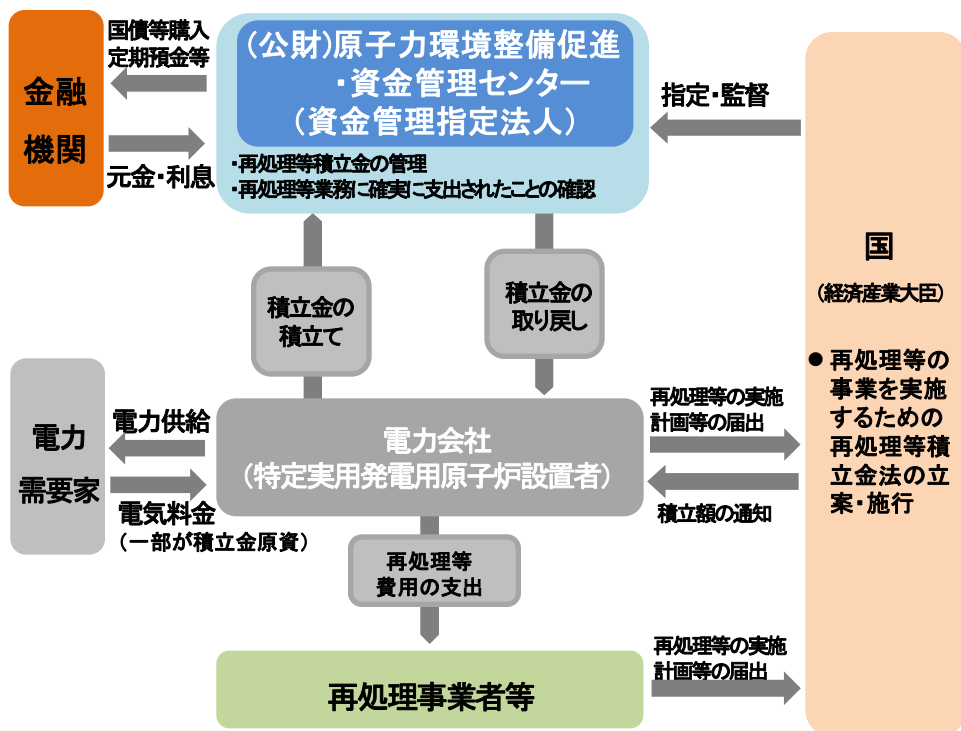 金融
機関
国債等購入
定期預金等
元金・利息
(公財)原子力環境整備促進
・資金管理センター
(資金管理指定法人)
・再処理等積立金の管理
・再処理等業務に確実に支出されたことの確認
指定・監督
国
(経済産業大臣)
● 再処理等の
事業を実施
するための
再処理等積
立金法の立
案・施行
積立金の
積立て
積立金の
取り戻し
電力
需要家
電力供給
電気料金
(一部が積立金原資)
電力会社
(特定実用発電用原子炉設置者)
再処理等の実施
計画等の届出
積立額の通知
再処理等
費用の支出
再処理事業者等
再処理等の実施
計画等の届出